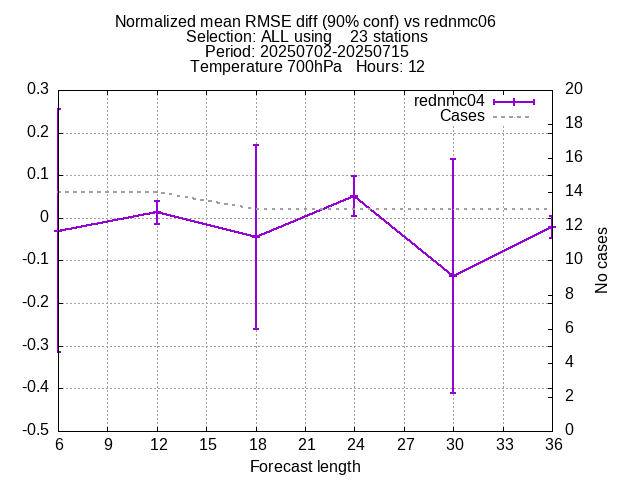 Normalized mean RMSE diff (90% conf) vs rednmc06
Selection: ALL using    23 stations
Period: 20250702-20250715
Temperature 700hPa   Hours: 12
rednmc04
Cases
0.3
0.2
0.1
0
-0.1
-0.2
-0.3
-0.4
-0.5
20
18
16
14
12
10
8
6
4
2
0
No cases
6 9 12 15 18 21 24 27 30 33 36
Forecast length